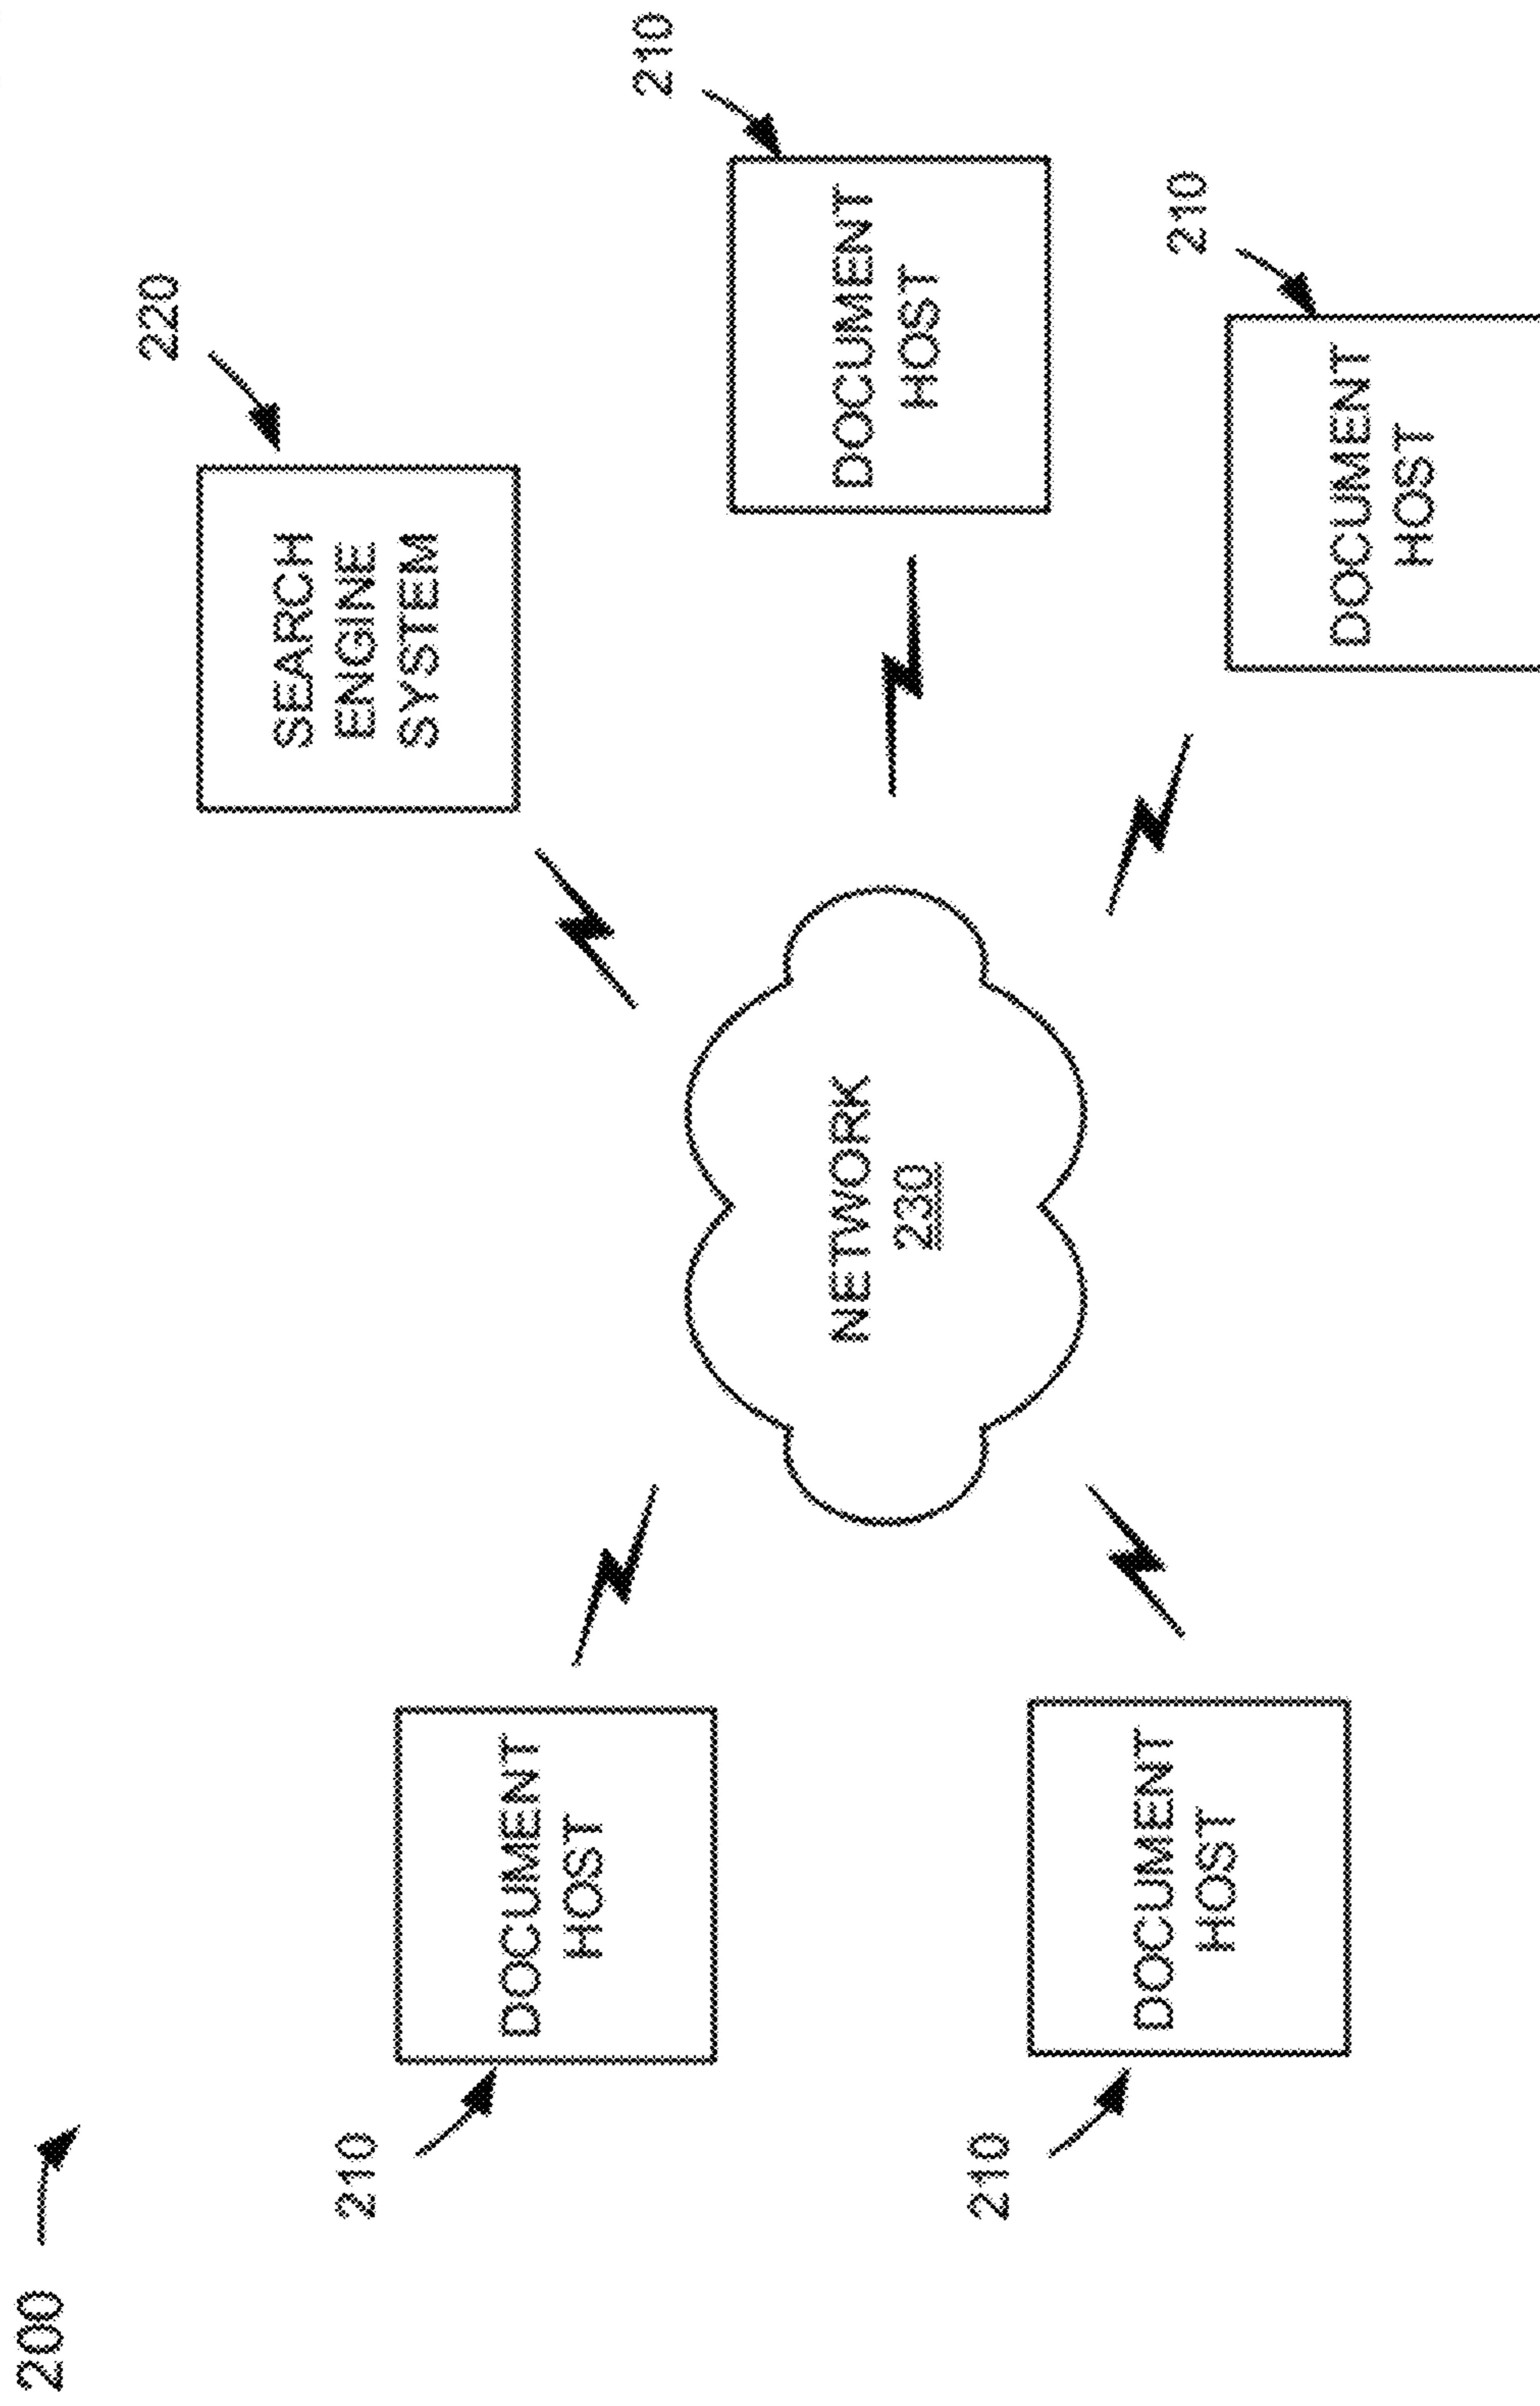 200
210
DOCUMENT
HOST
210
DOCUMENT
HOST
NETWORK
230
220
SEARCH
ENGINE
SYSTEM
210
DOCUMENT
HOST
210
DOCUMENT
HOST